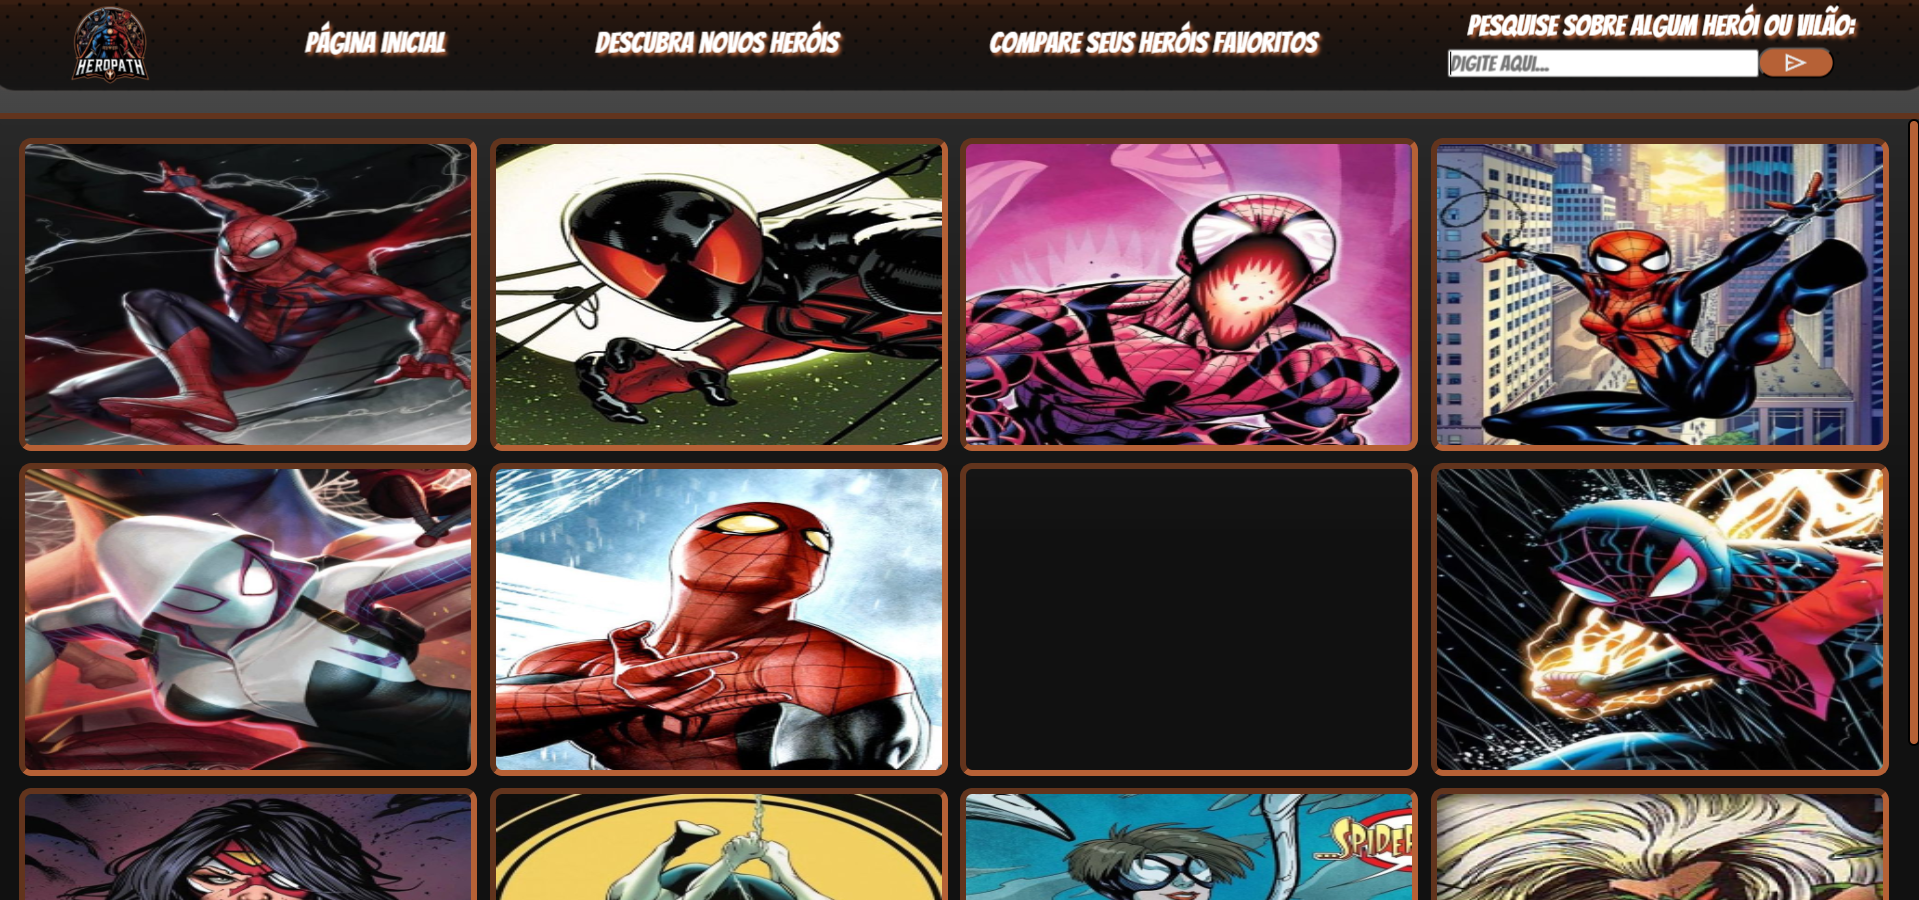 HEROPATH
PÁGINA INICIAL
DESCUBRA NOVOS HERÓIS
COMPARE SEUS HERÓIS FAVORITOS
PESQUISE SOBRE ALGUM HERÓI OU VILÃO:
DIGITE AQUI...
SPIDER